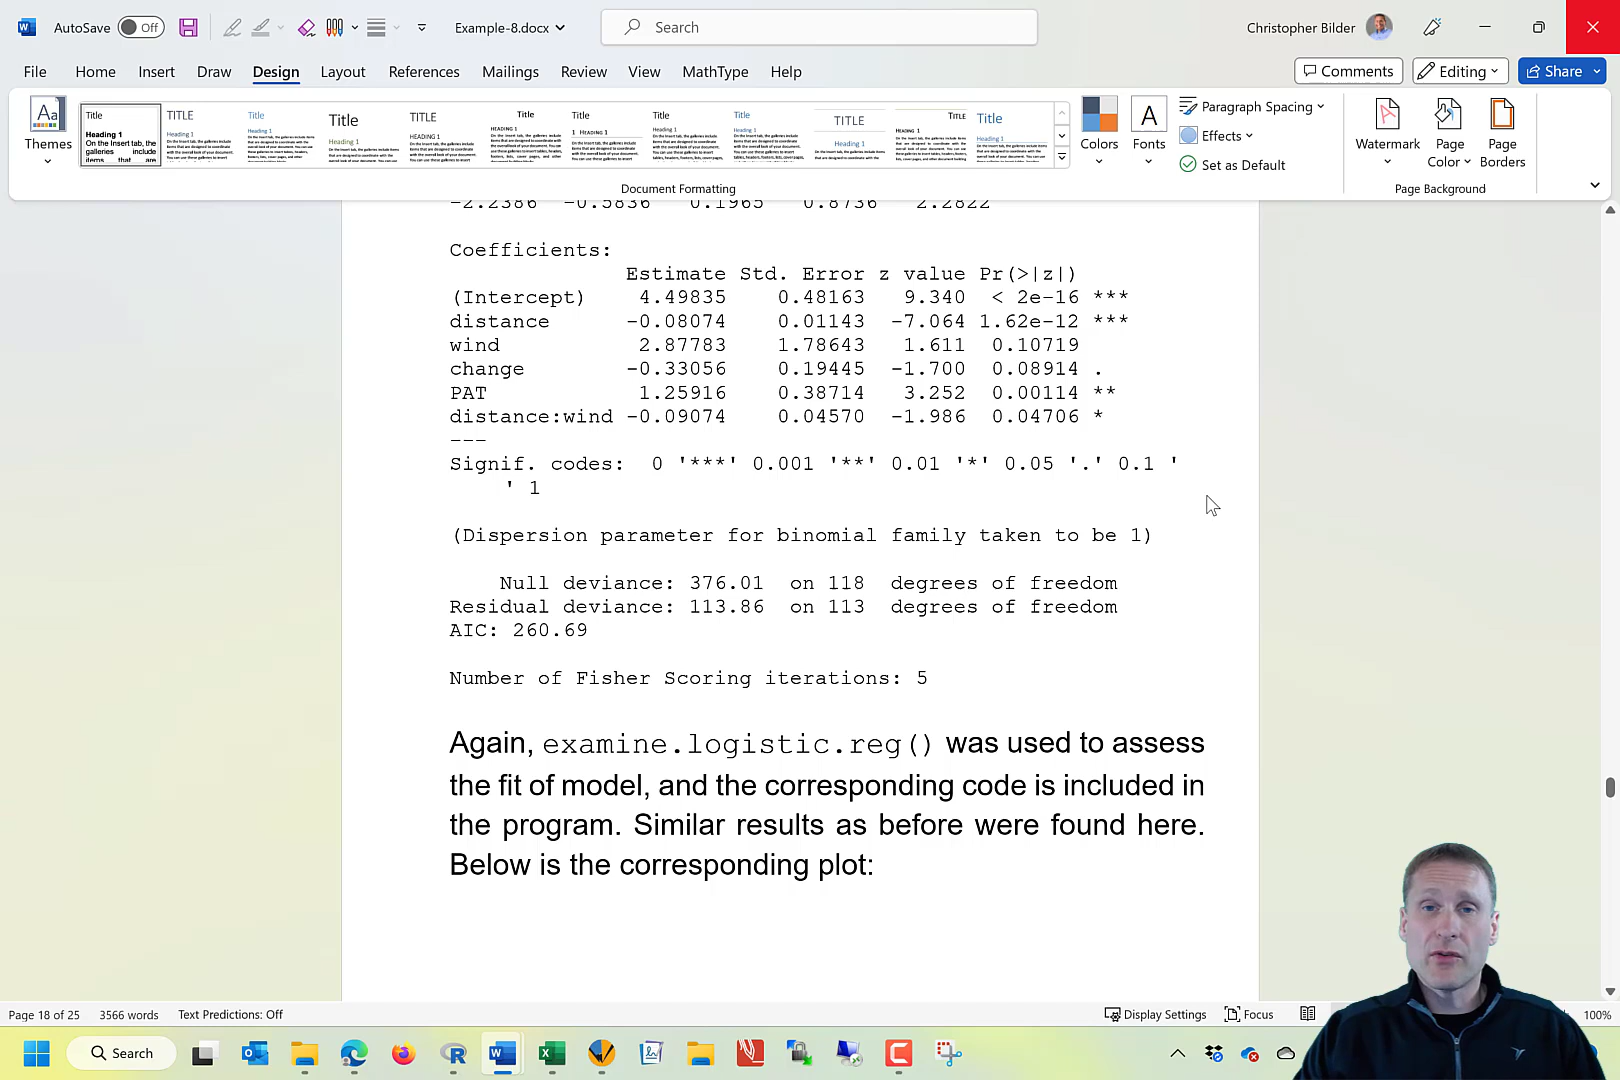 AutoSave Off Example-8.docx Search Christopher Bilder
File Home Insert Draw Design Layout References Mailings Review View MathType Help Comments Editing Share
Themes
Colors
Fonts
Paragraph Spacing
Effects
Set as Default
Watermark
Page Color
Page Borders
Document Formatting Page Background
-2.2386 -0.5836 0.1965 0.8736 2.2822
Coefficients:
Estimate Std. Error z value Pr(>|z|)
(Intercept) 4.49835 0.48163 9.340 < 2e-16 ***
distance -0.08074 0.01143 -7.064 1.62e-12 ***
wind 2.87783 1.78643 1.611 0.10719
change -0.33056 0.19445 -1.700 0.08914 .
PAT 1.25916 0.38714 3.252 0.00114 **
distance:wind -0.09074 0.04570 -1.986 0.04706 *
---
Signif. codes: 0 '***' 0.001 '**' 0.01 '*' 0.05 '.' 0.1 '
' 1
(Dispersion parameter for binomial family taken to be 1)
Null deviance: 376.01 on 118 degrees of freedom
Residual deviance: 113.86 on 113 degrees of freedom
AIC: 260.69
Number of Fisher Scoring iterations: 5
Again, examine.logistic.reg() was used to assess
the fit of model, and the corresponding code is included in
the program. Similar results as before were found here.
Below is the corresponding plot:
Page 18 of 25 3566 words Text Predictions: Off Display Settings Focus 100%
Search